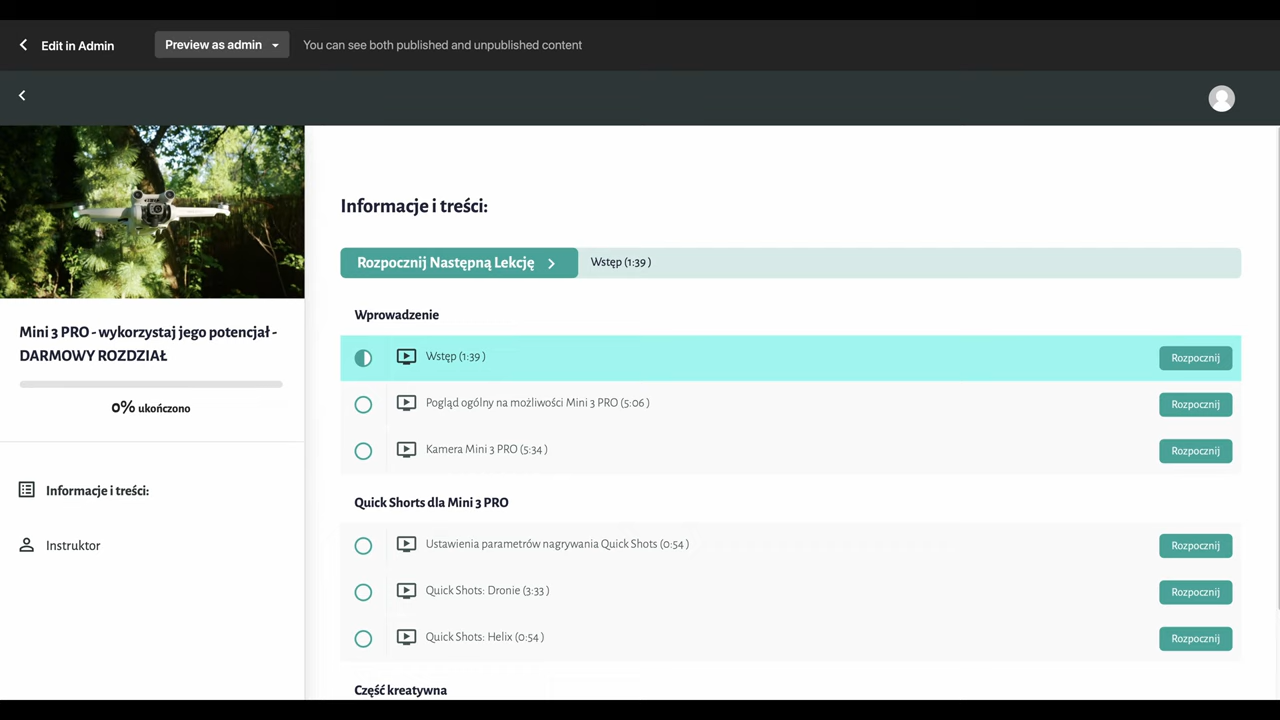 Edit in Admin
Preview as admin
You can see both published and unpublished content
Mini 3 PRO - wykorzystaj jego potencjał -
DARMOWY ROZDZIAŁ
0% ukończono
Informacje i treści:
Instruktor
Informacje i treści:
Rozpocznij Następną Lekcję
Wstęp (1:39 )
Wprowadzenie
Wstęp (1:39 )
Rozpocznij
Pogląd ogólny na możliwości Mini 3 PRO (5:06 )
Rozpocznij
Kamera Mini 3 PRO (5:34 )
Rozpocznij
Quick Shorts dla Mini 3 PRO
Ustawienia parametrów nagrywania Quick Shots (0:54 )
Rozpocznij
Quick Shots: Dronie (3:33 )
Rozpocznij
Quick Shots: Helix (0:54 )
Rozpocznij
Część kreatywna